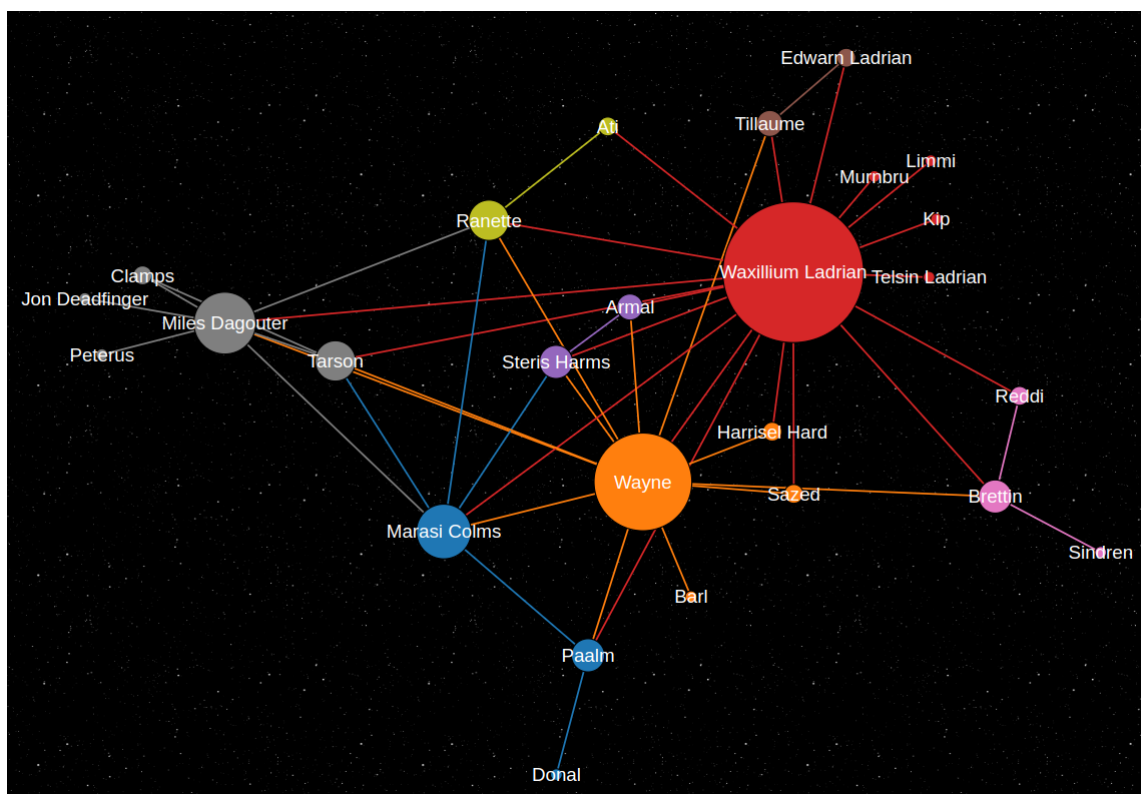 Edwarn Ladrian
Ati
Tillaume
Limmi
Mumbru
Ranette
Kip
Clamps
Waxillium Ladrian
Telsin Ladrian
Jon Deadfinger
Armal
Miles Dagouter
Peterus
Tarson
Steris Harms
Reddi
Harrisel Hard
Wayne
Sazed
Brettin
Marasi Colms
Sindren
Barl
Paalm
Donal